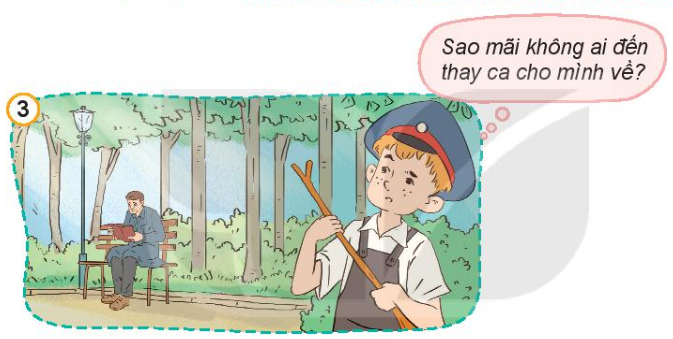 Sao mãi không ai đến
thay ca cho mình về?
3